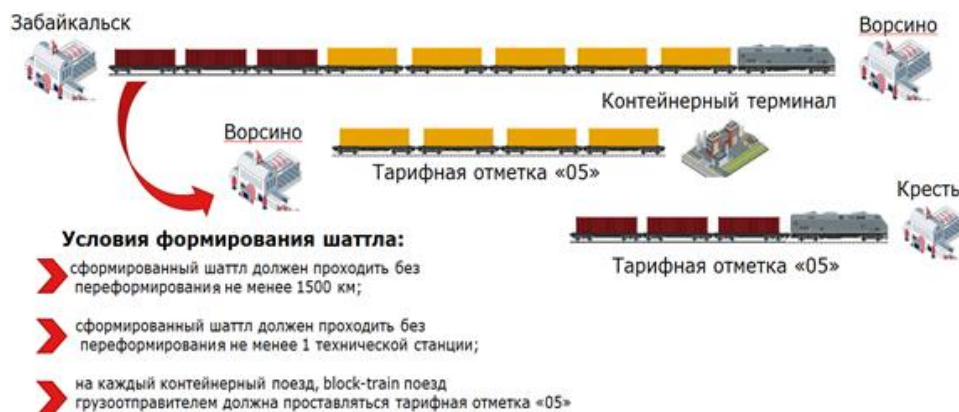 Забайкальск
Ворсино
Контейнерный терминал
Ворсино
Тарифная отметка «05»
Кресты
Условия формирования шаттла:
Тарифная отметка «05»
сформированный шаттл должен проходить без
переформирования не менее 1500 км;
сформированный шаттл должен проходить без
переформирования не менее 1 технической станции;
на каждый контейнерный поезд, block-train поезд
грузоотправителем должна проставляться тарифная отметка «05»